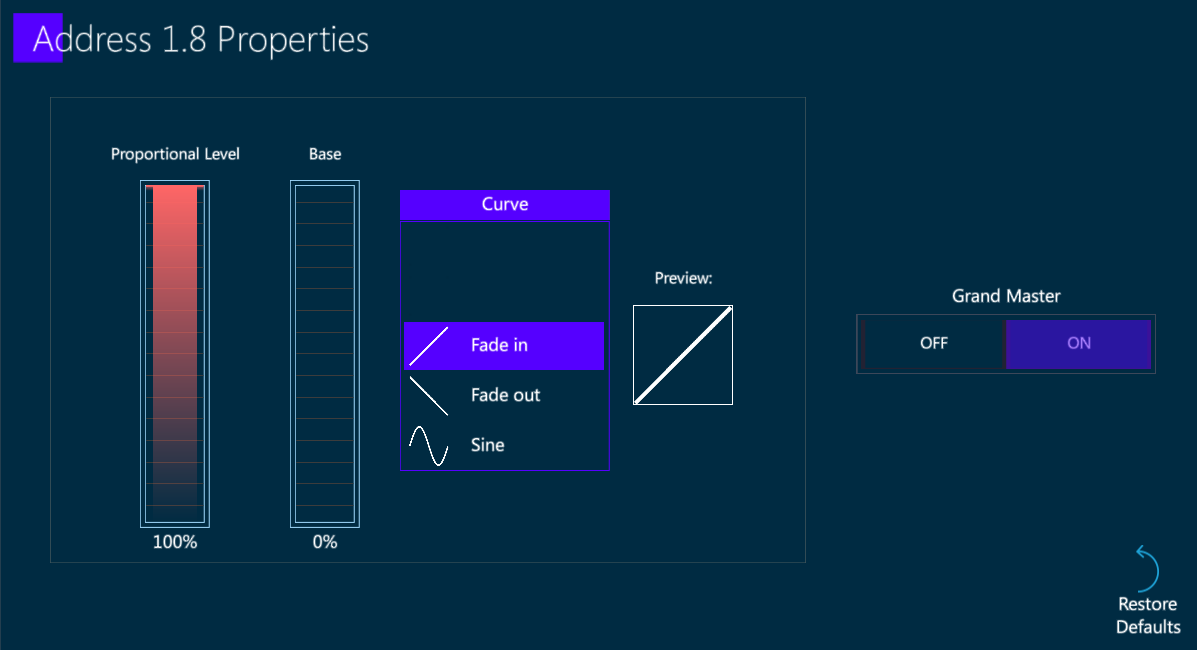 Address 1.8 Properties
Proportional Level
Base
Curve
Preview:
Fade in
Fade out
Sine
100%
0%
Grand Master
OFF
ON
Restore
Defaults